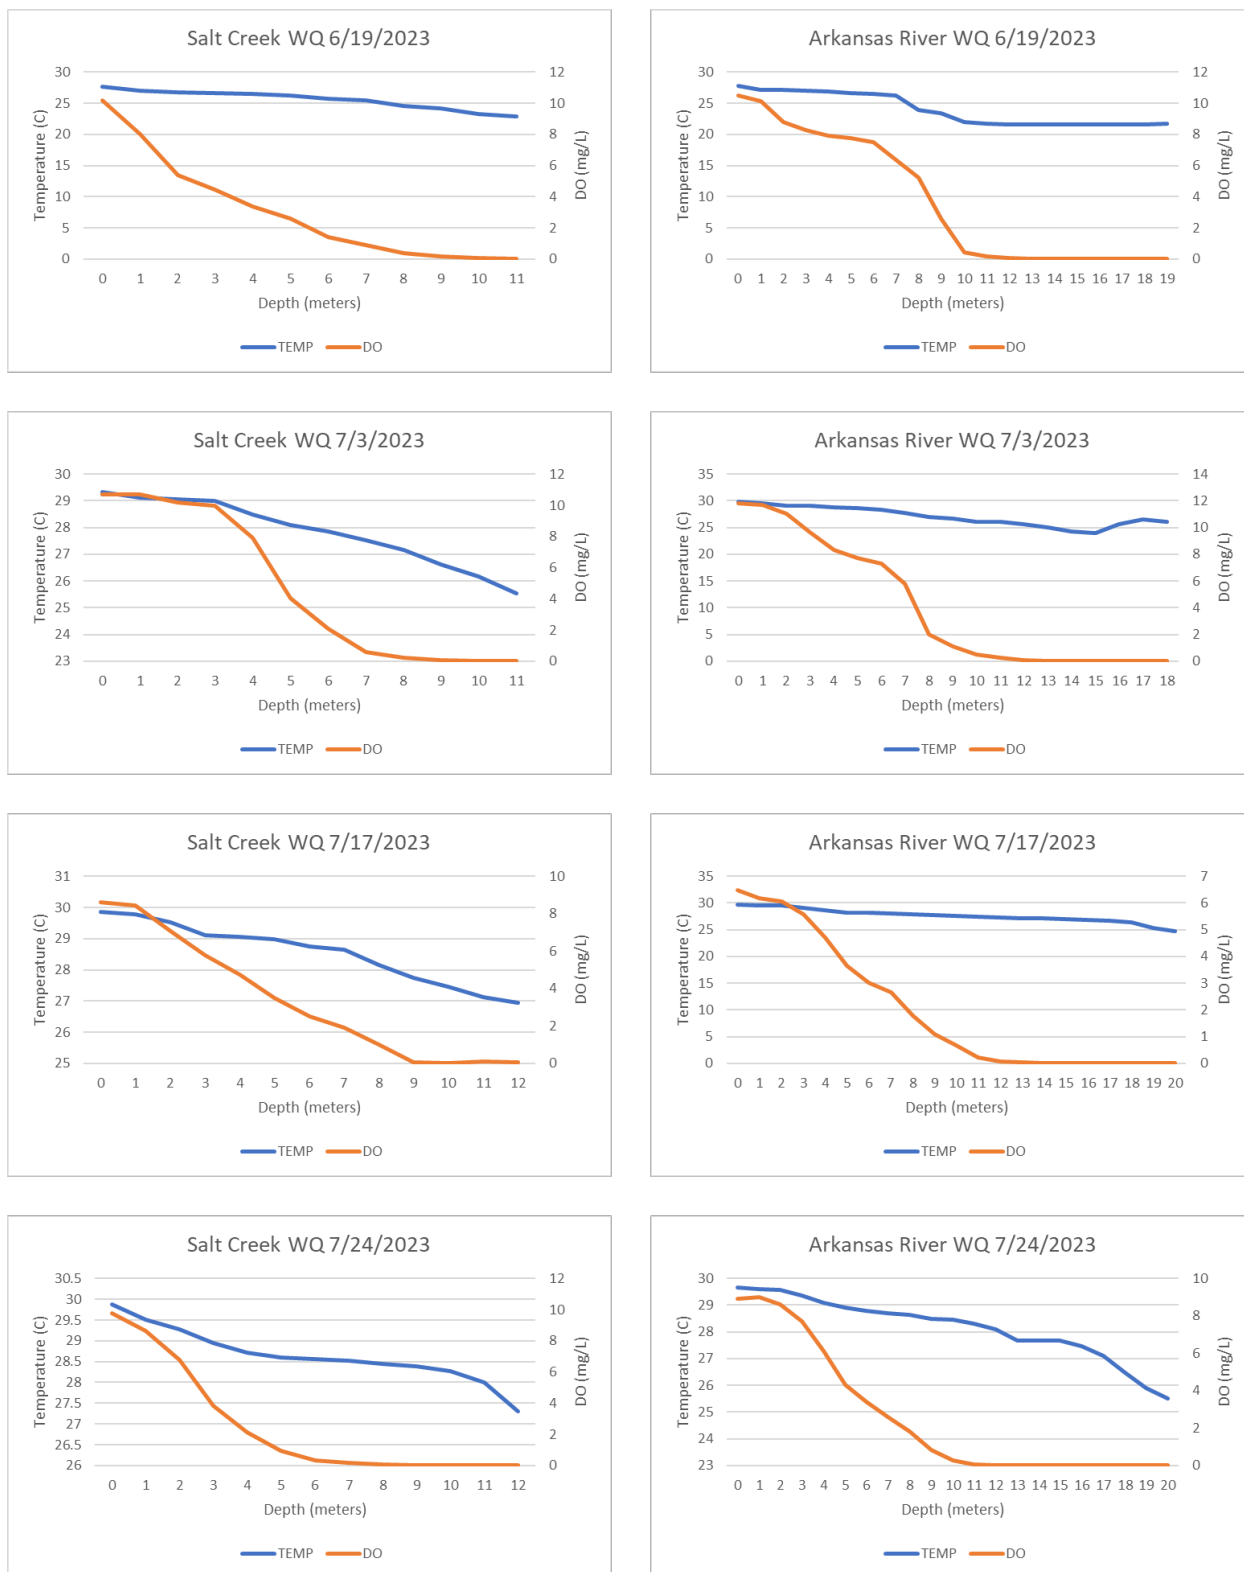 Salt Creek WQ 6/19/2023
30
25
20
15
10
5
0
12
10
8
6
4
2
0
Temperature (C)
DO (mg/L)
0 1 2 3 4 5 6 7 8 9 10 11
Depth (meters)
TEMP DO
Arkansas River WQ 6/19/2023
30
25
20
15
10
5
0
12
10
8
6
4
2
0
Temperature (C)
DO (mg/L)
0 1 2 3 4 5 6 7 8 9 10 11 12 13 14 15 16 17 18 19
Depth (meters)
TEMP DO
Salt Creek WQ 7/3/2023
30
29
28
27
26
25
24
23
12
10
8
6
4
2
0
Temperature (C)
DO (mg/L)
0 1 2 3 4 5 6 7 8 9 10 11
Depth (meters)
TEMP DO
Arkansas River WQ 7/3/2023
35
30
25
20
15
10
5
0
14
12
10
8
6
4
2
0
Temperature (C)
DO (mg/L)
0 1 2 3 4 5 6 7 8 9 10 11 12 13 14 15 16 17 18
Depth (meters)
TEMP DO
Salt Creek WQ 7/17/2023
31
30
29
28
27
26
25
10
8
6
4
2
0
Temperature (C)
DO (mg/L)
0 1 2 3 4 5 6 7 8 9 10 11 12
Depth (meters)
TEMP DO
Arkansas River WQ 7/17/2023
35
30
25
20
15
10
5
0
7
6
5
4
3
2
1
0
Temperature (C)
DO (mg/L)
0 1 2 3 4 5 6 7 8 9 10 11 12 13 14 15 16 17 18 19 20
Depth (meters)
TEMP DO
Salt Creek WQ 7/24/2023
30.5
30
29.5
29
28.5
28
27.5
27
26.5
26
12
10
8
6
4
2
0
Temperature (C)
DO (mg/L)
0 1 2 3 4 5 6 7 8 9 10 11 12
Depth (meters)
TEMP DO
Arkansas River WQ 7/24/2023
30
29
28
27
26
25
24
23
10
8
6
4
2
0
Temperature (C)
DO (mg/L)
0 1 2 3 4 5 6 7 8 9 10 11 12 13 14 15 16 17 18 19 20
Depth (meters)
TEMP DO